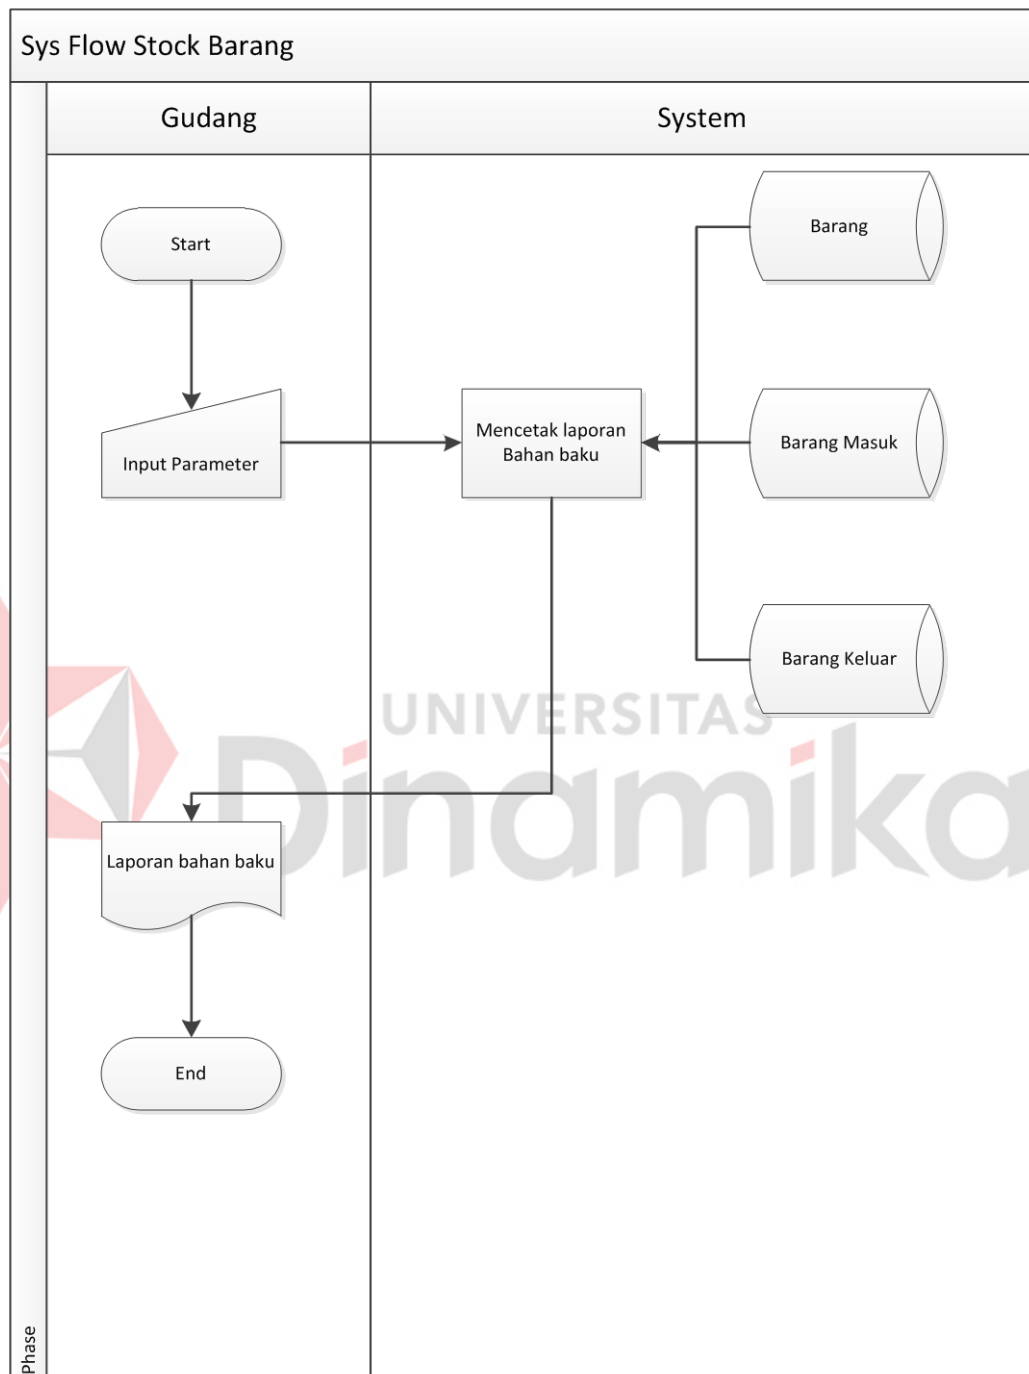 Sys Flow Stock Barang
Gudang
System
Start
Barang
Input Parameter
Mencetak laporan
Bahan baku
Barang Masuk
Barang Keluar
UNIVERSITAS
Dinamika
Laporan bahan baku
End
Phase